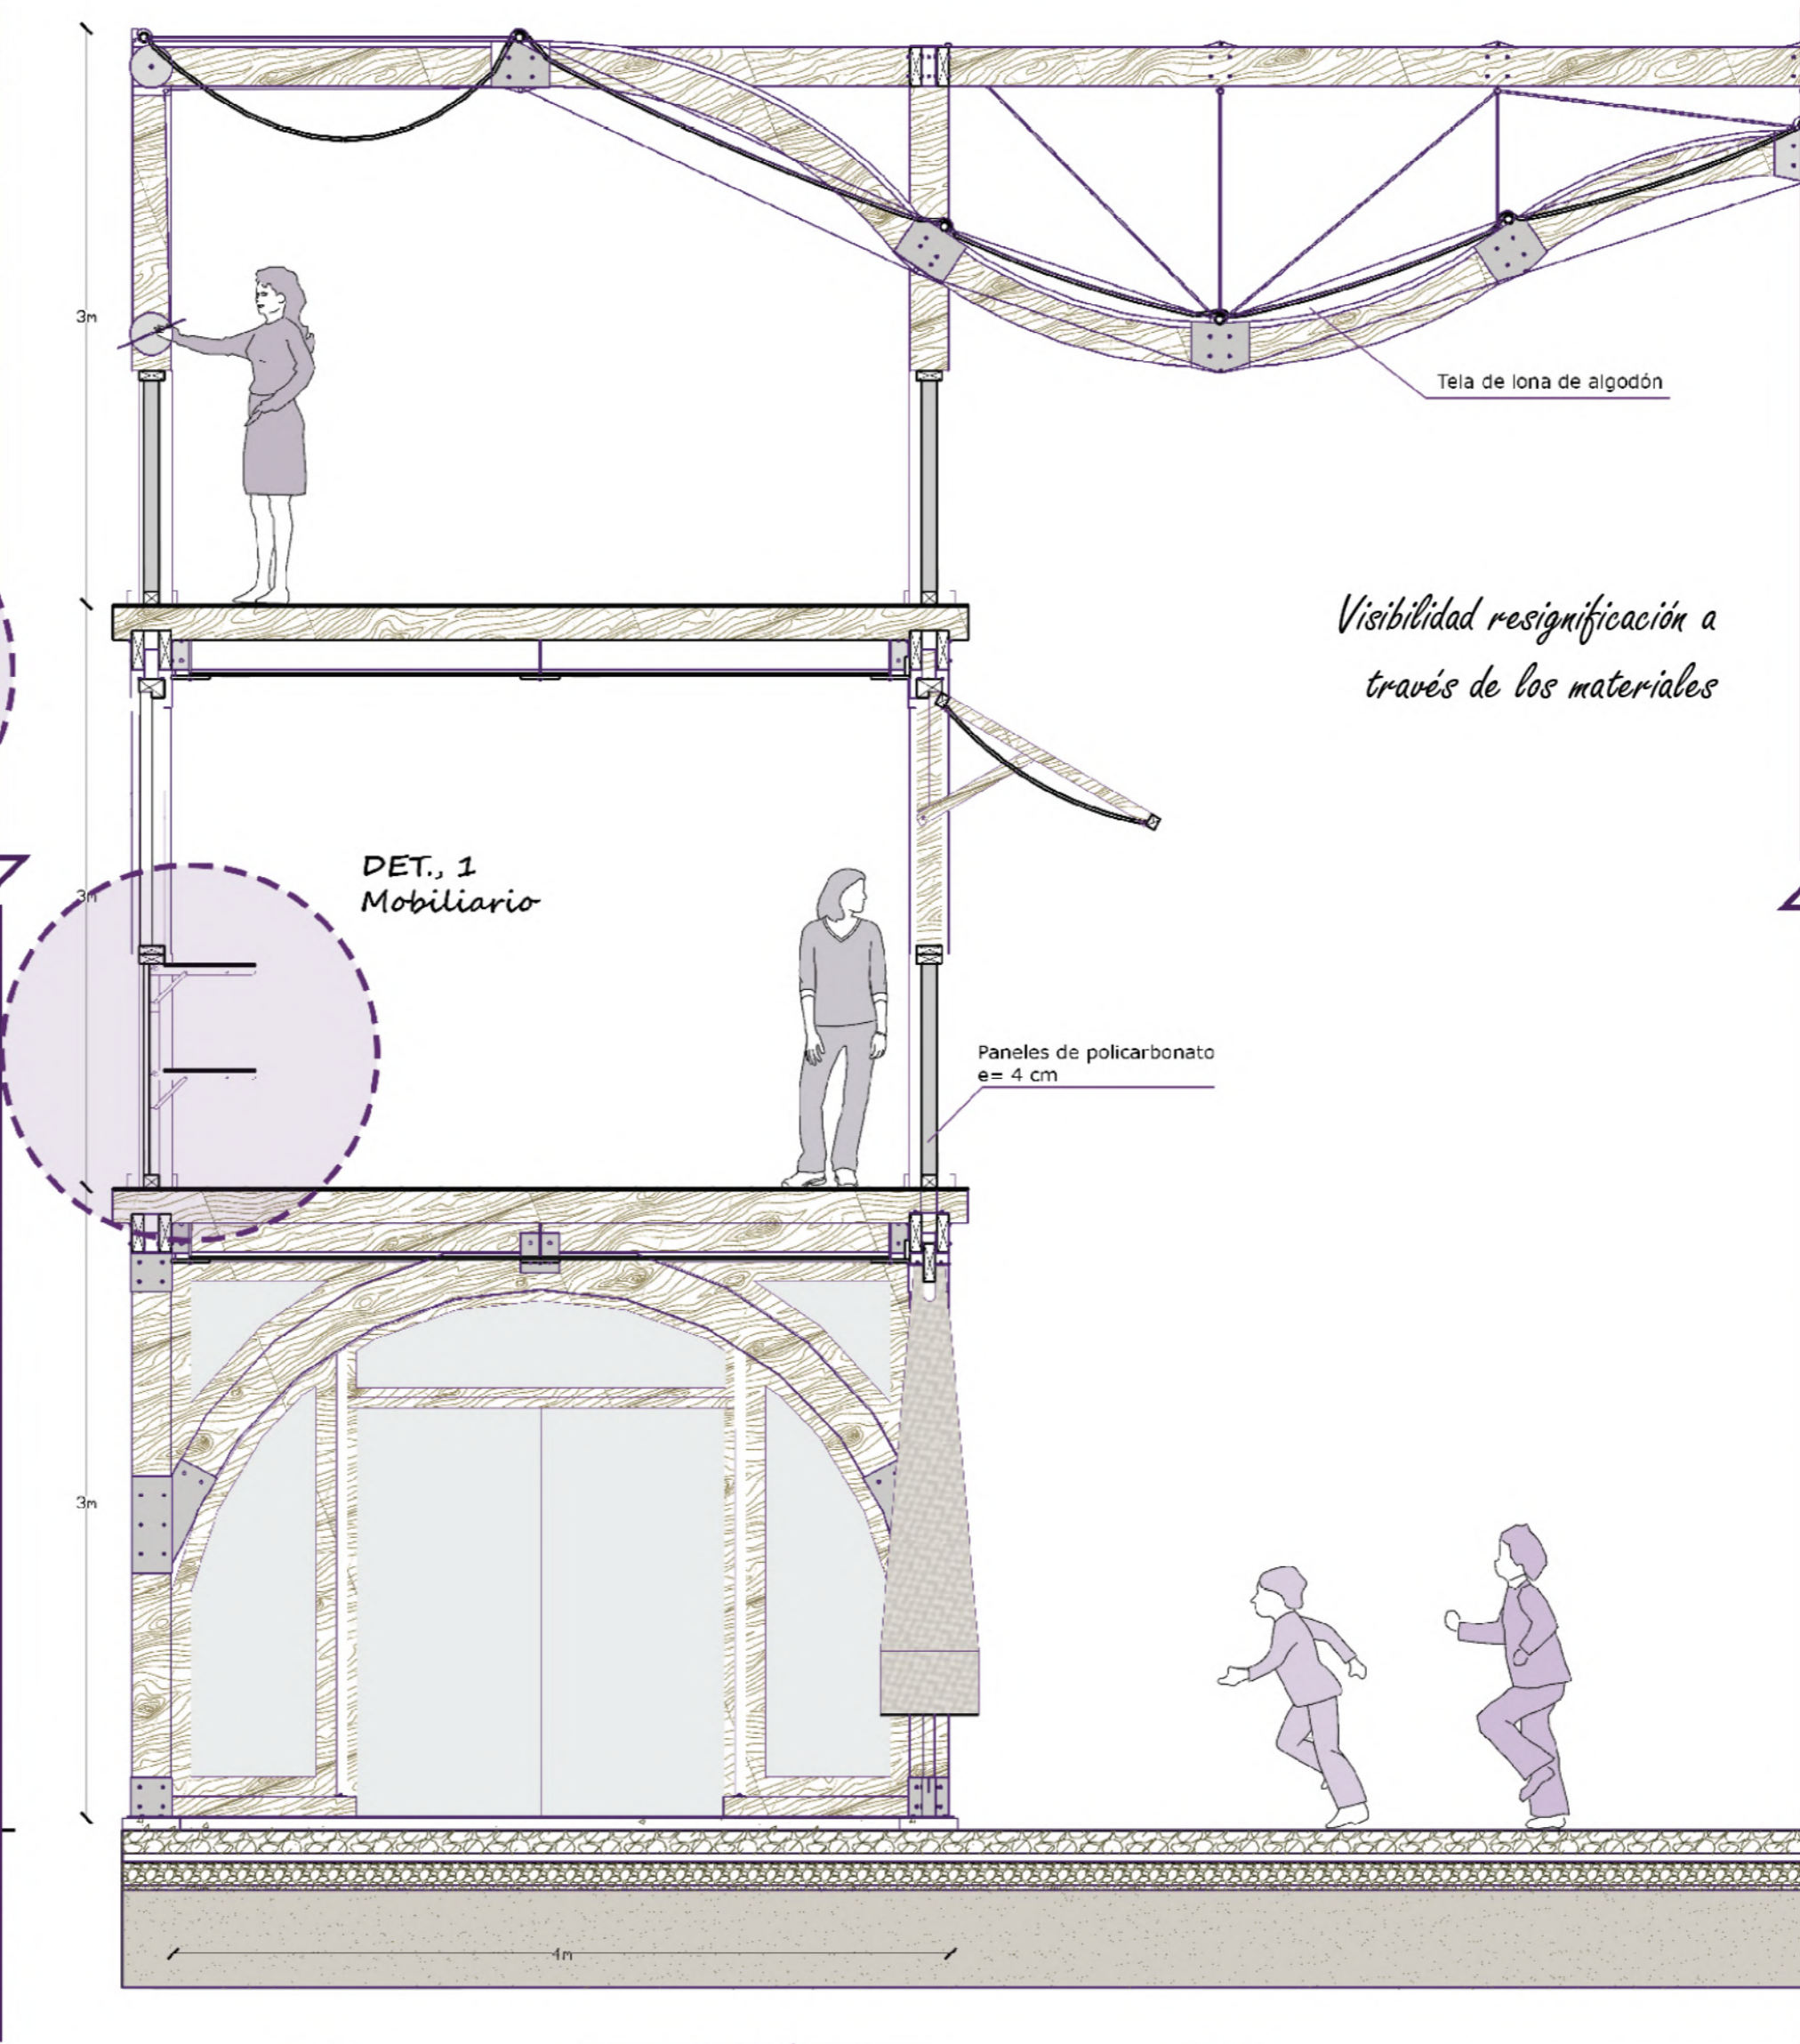 3m
Tela de lona de algodón
Visibilidad resignificación a
través de los materiales
3m
DET., 1
Mobiliario
Paneles de policarbonato
e= 4 cm
3m
4m